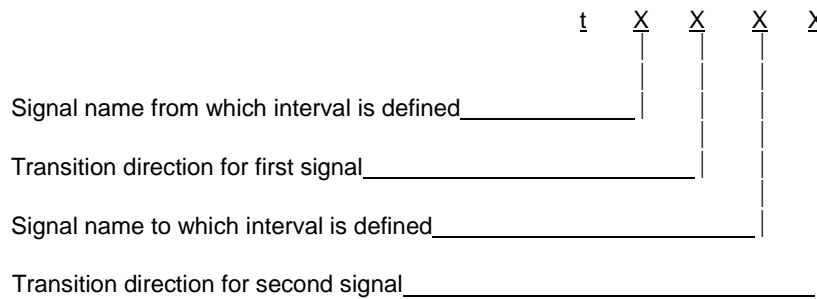 t X X X X
Signal name from which interval is defined
Transition direction for first signal
Signal name to which interval is defined
Transition direction for second signal